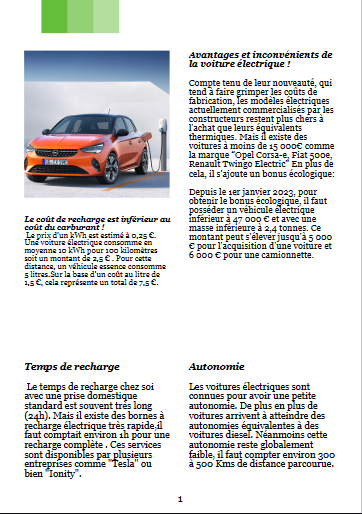 Le coût de recharge est inférieur au
coût du carburant !
Le prix d'un kWh est estimé à 0,25 €.
Une voiture électrique consomme en
moyenne 10 kWh pour 100 kilomètres
soit un montant de 2,5 € . Pour cette
distance, un véhicule essence consomme
5 litres.Sur la base d'un coût au litre de
1,5 €, cela représente un total de 7,5 €.
Avantages et inconvénients de
la voiture électrique !
Compte tenu de leur nouveauté, qui
tend à faire grimper les coûts de
fabrication, les modèles électriques
actuellement commercialisés par les
constructeurs restent plus chers à
l'achat que leurs équivalents
thermiques. Mais il existe des
voitures à moins de 15 000€ comme
la marque "Opel Corsa-e, Fiat 500e,
Renault Twingo Electric" En plus de
cela, il s'ajoute un bonus écologique:
Depuis le 1er janvier 2023, pour
obtenir le bonus écologique, il faut
posséder un véhicule électrique
inférieur à 47 000 € et avec une
masse inférieure à 2,4 tonnes. Ce
montant peut s'élever jusqu'à 5 000
€ pour l'acquisition d'une voiture et
6 000 € pour une camionnette.
Temps de recharge
Le temps de recharge chez soi
avec une prise domestique
standard est souvent très long
(24h). Mais il existe des bornes à
recharge électrique très rapide,il
faut comptait environ 1h pour une
recharge complète . Ces services
sont disponibles par plusieurs
entreprises comme "Tesla" ou
bien "Ionity".
Autonomie
Les voitures électriques sont
connues pour avoir une petite
autonomie. De plus en plus de
voitures arrivent à atteindre des
autonomies équivalentes à des
voitures diesel. Néanmoins cette
autonomie reste globalement
faible, il faut compter environ 300
à 500 Kms de distance parcourue.
1